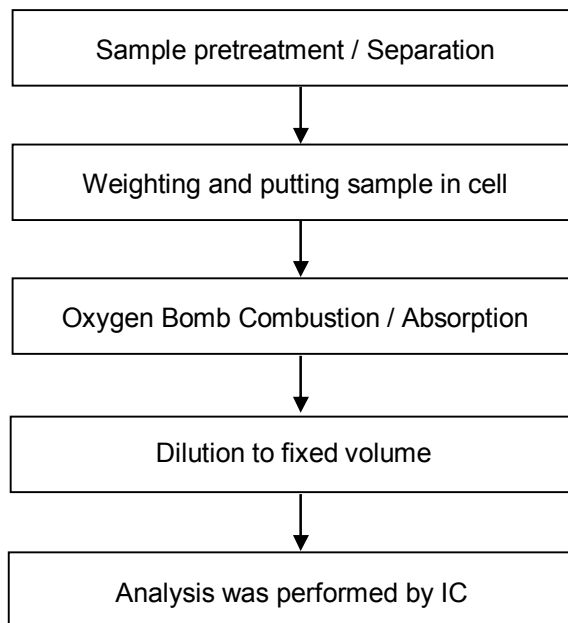 Sample pretreatment / Separation
Weighting and putting sample in cell
Oxygen Bomb Combustion / Absorption
Dilution to fixed volume
Analysis was performed by IC